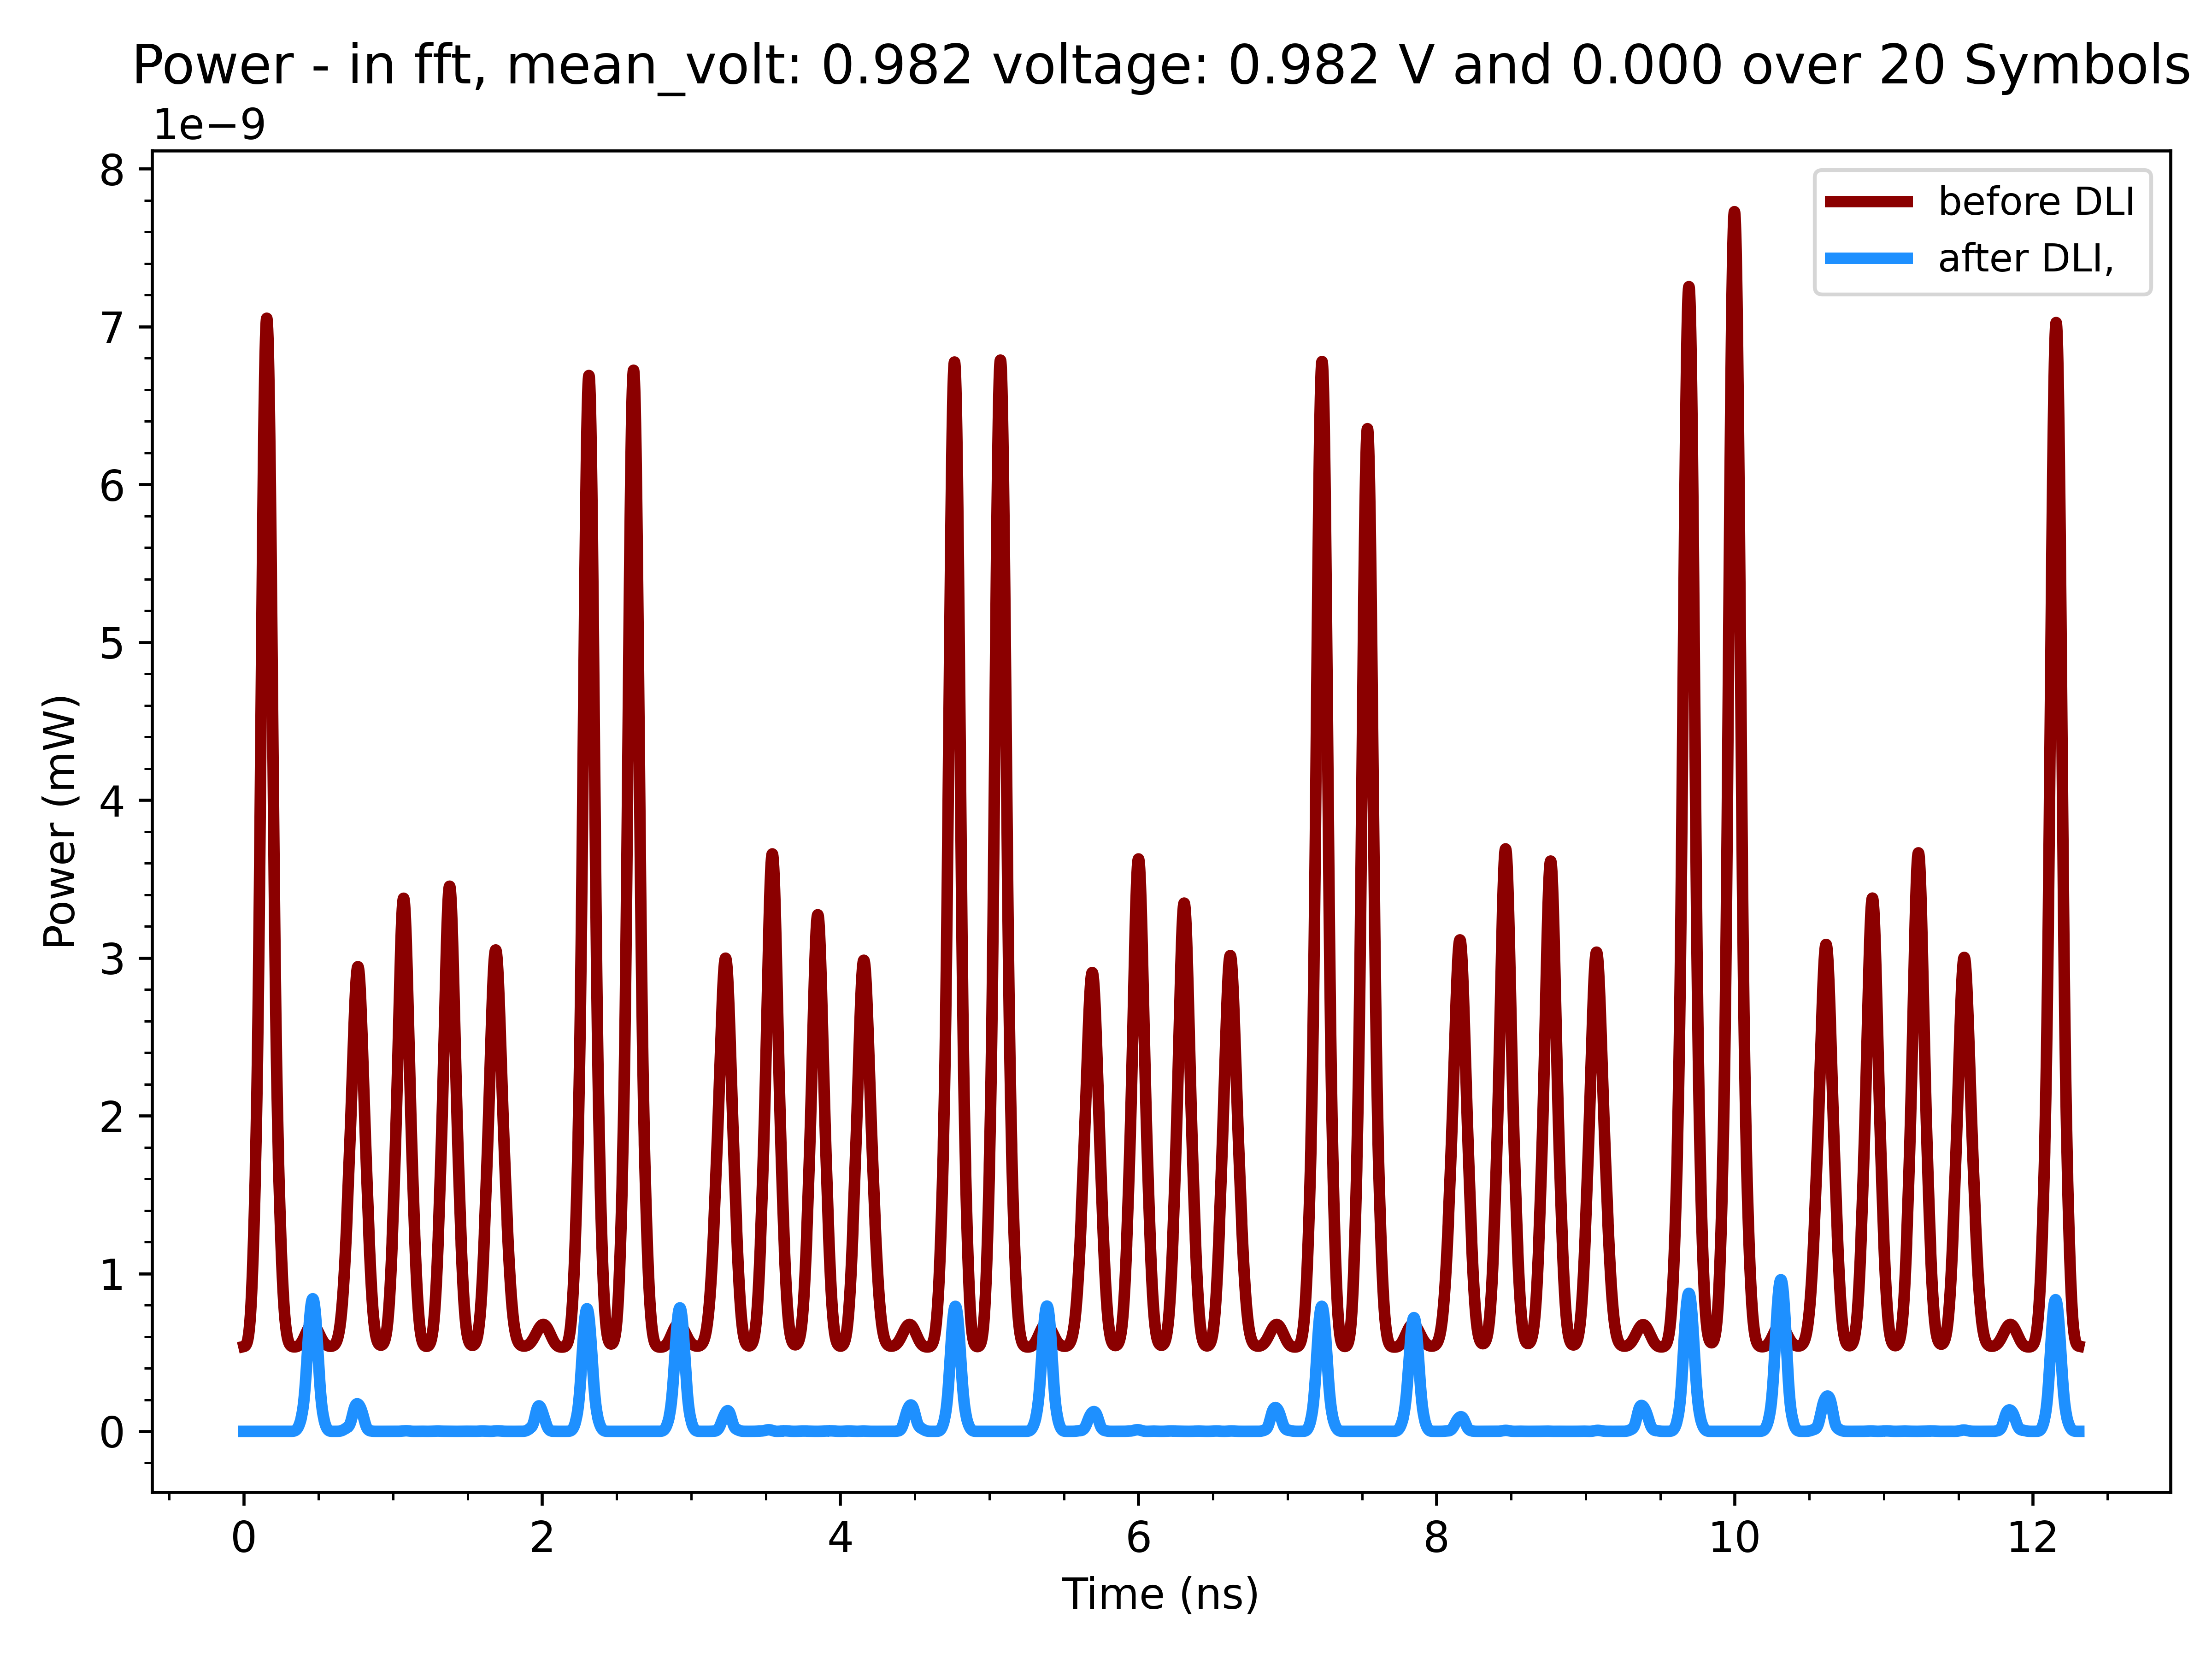 Power - in fft, mean_volt: 0.982 voltage: 0.982 V and 0.000 over 20 Symbols
1e−9
8
7
6
5
4
3
2
1
0
Power (mW)
before DLI
after DLI,
0 2 4 6 8 10 12
Time (ns)